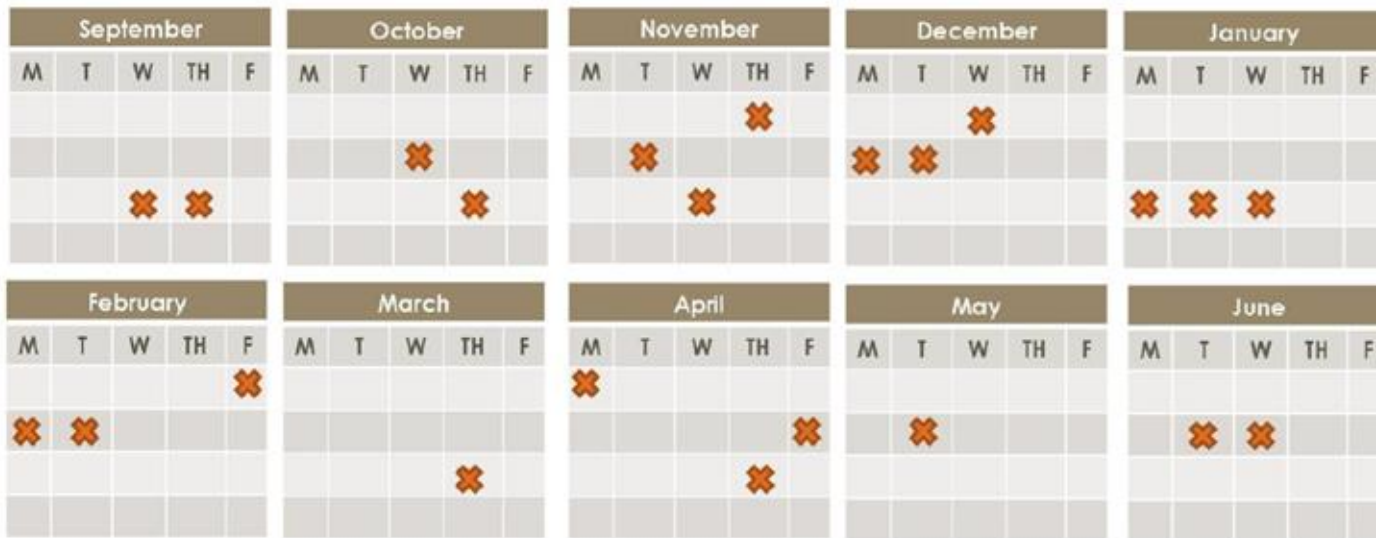 September October November December January
M T W TH F M T W TH F M T W TH F M T W TH F M T W TH F
February March April May June
M T W TH F M T W TH F M T W TH F M T W TH F M T W TH F